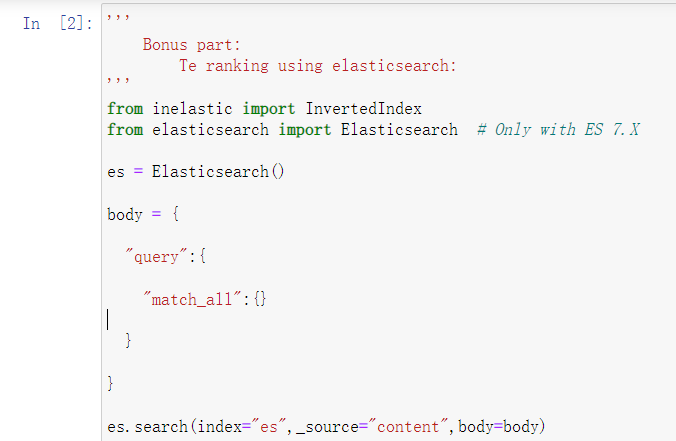 In [2]: '''
    Bonus part:
        Te ranking using elasticsearch:
'''
from inelastic import InvertedIndex
from elasticsearch import Elasticsearch  # Only with ES 7.X
es = Elasticsearch()
body = {
  "query":{
    "match_all":{}
  }
}
es.search(index="es",_source="content",body=body)